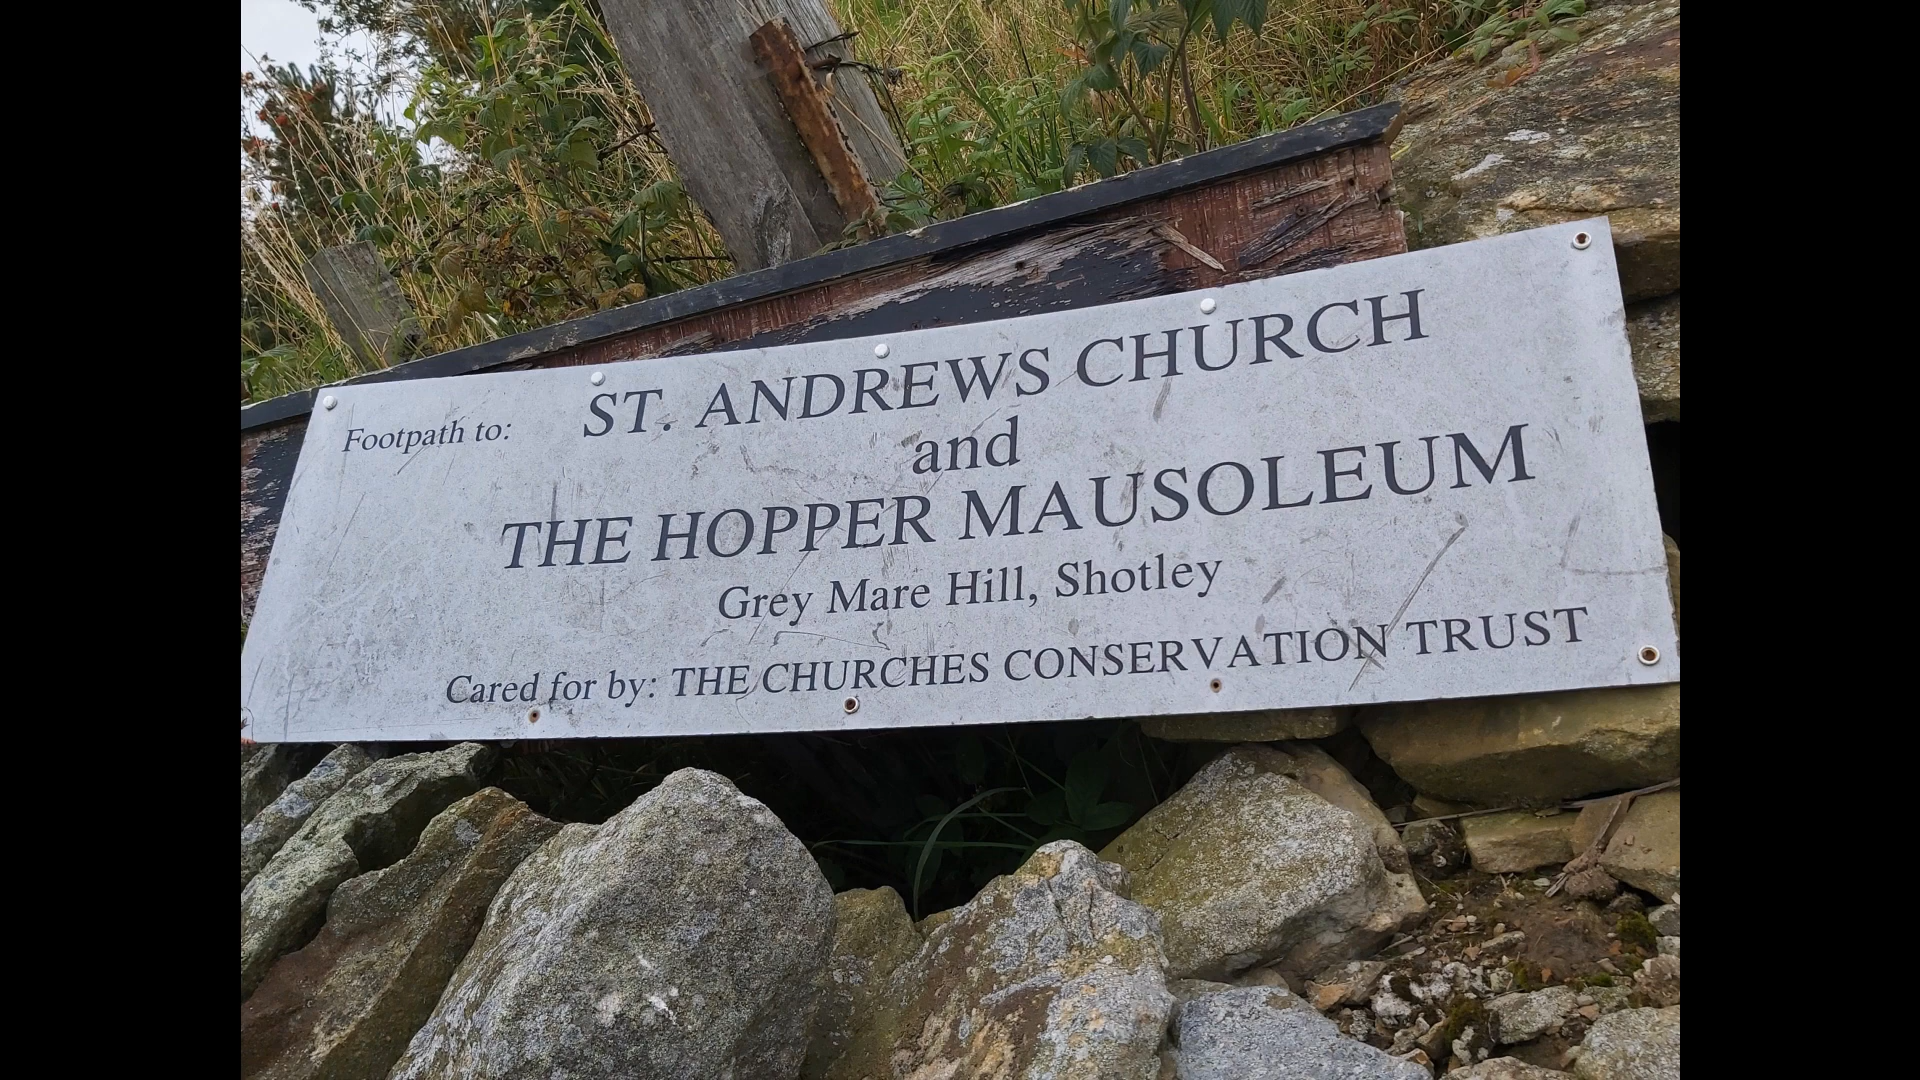 Footpath to: ST. ANDREWS CHURCH
and
THE HOPPER MAUSOLEUM
Grey Mare Hill, Shotley
Cared for by: THE CHURCHES CONSERVATION TRUST